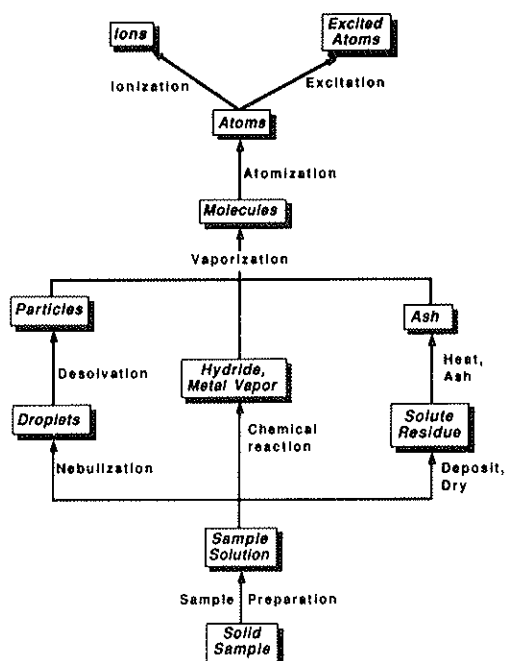 Ions
Excited
Atoms
Ionization
Excitation
Atoms
Atomization
Molecules
Vaporization
Particles
Ash
Desolvation
Hydride,
Metal Vapor
Heat,
Ash
Droplets
Chemical
reaction
Solute
Residue
Nebulization
Deposit,
Dry
Sample
Solution
Sample Preparation
Solid
Sample